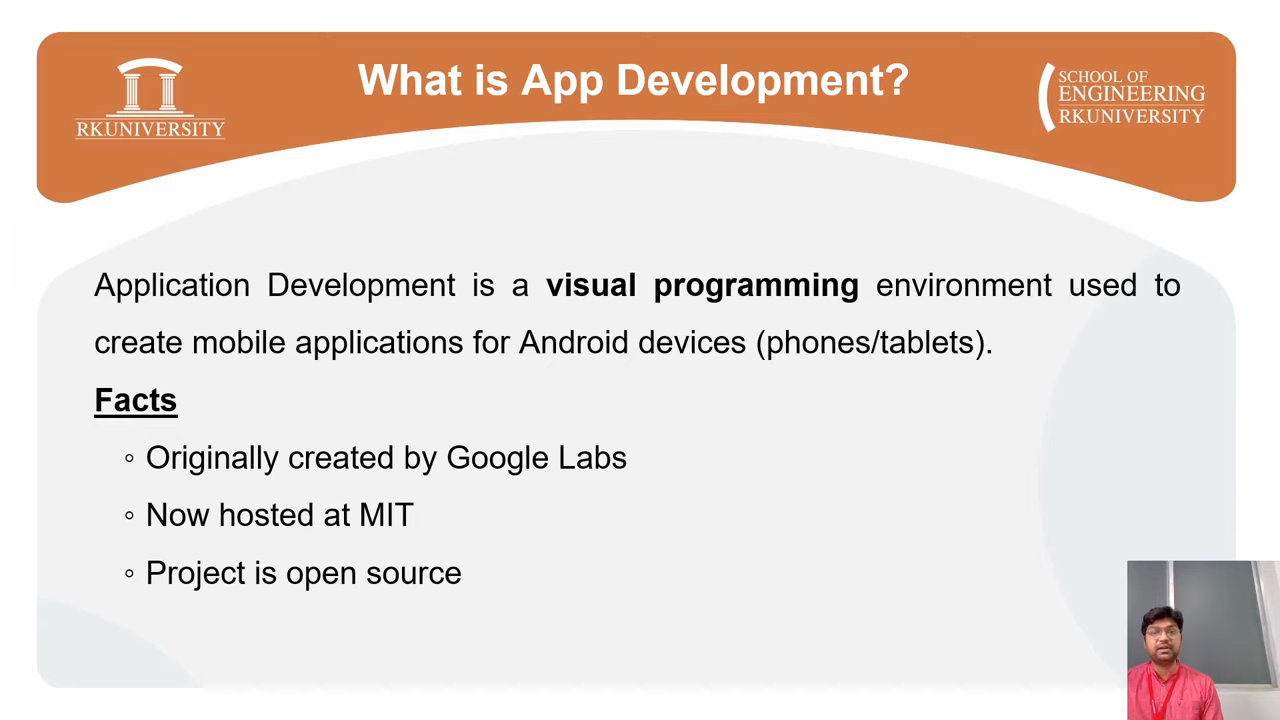 What is App Development?
RKUNIVERSITY
SCHOOL OF
ENGINEERING
RKUNIVERSITY
Application Development is a visual programming environment used to
create mobile applications for Android devices (phones/tablets).
Facts
◦ Originally created by Google Labs
◦ Now hosted at MIT
◦ Project is open source